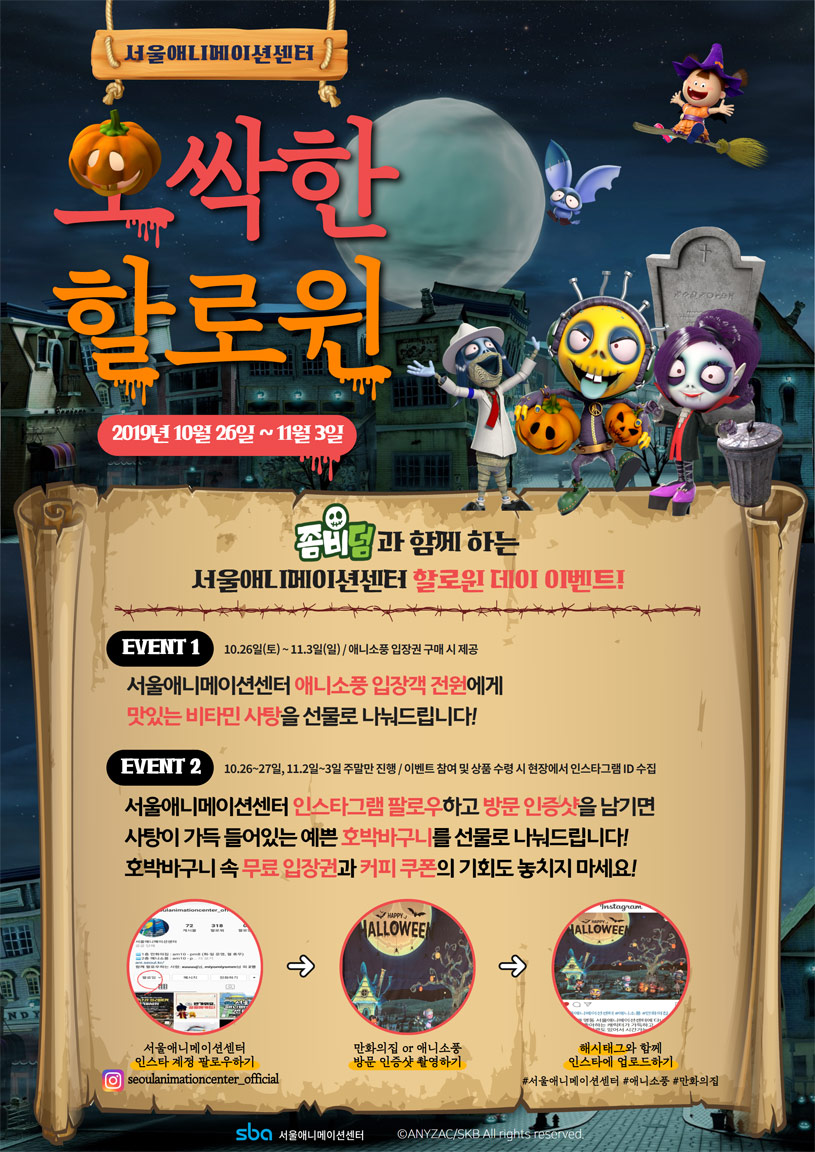 서울애니메이션센터
오싹한
할로윈
2019년 10월 26일 ~ 11월 3일
좀비덤과 함께 하는
서울애니메이션센터 할로윈 데이 이벤트!
EVENT 1 10.26일(토) ~ 11.3일(일) / 애니소풍 입장권 구매 시 제공
서울애니메이션센터 애니소풍 입장객 전원에게
맛있는 비타민 사탕을 선물로 나눠드립니다!
EVENT 2 10.26~27일, 11.2일~3일 주말만 진행 / 이벤트 참여 및 상품 수령 시 현장에서 인스타그램 ID 수집
서울애니메이션센터 인스타그램 팔로우하고 방문 인증샷을 남기면
사탕이 가득 들어있는 예쁜 호박바구니를 선물로 나눠드립니다!
호박바구니 속 무료 입장권과 커피 쿠폰의 기회도 놓치지 마세요!
72 318
서울애니메이션센터
HAPPY
HALLOWEEN
Instagram
HAPPY
HALLOWEEN
서울애니메이션센터
인스타 계정 팔로우하기
seoulanimationcenter_official
만화의집 or 애니소풍
방문 인증샷 촬영하기
해시태그와 함께
인스타에 업로드하기
#서울애니메이션센터 #애니소풍 #만화의집
sba 서울애니메이션센터 ©ANYZAC/SKB All rights reserved.